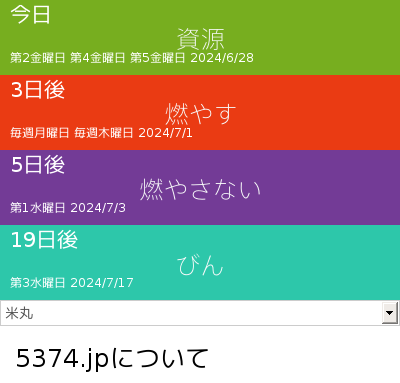 今日
資源
第2金曜日 第4金曜日 第5金曜日 2024/6/28
3日後
燃やす
毎週月曜日 毎週木曜日 2024/7/1
5日後
燃やさない
第1水曜日 2024/7/3
19日後
びん
第3水曜日 2024/7/17
米丸
5374.jpについて